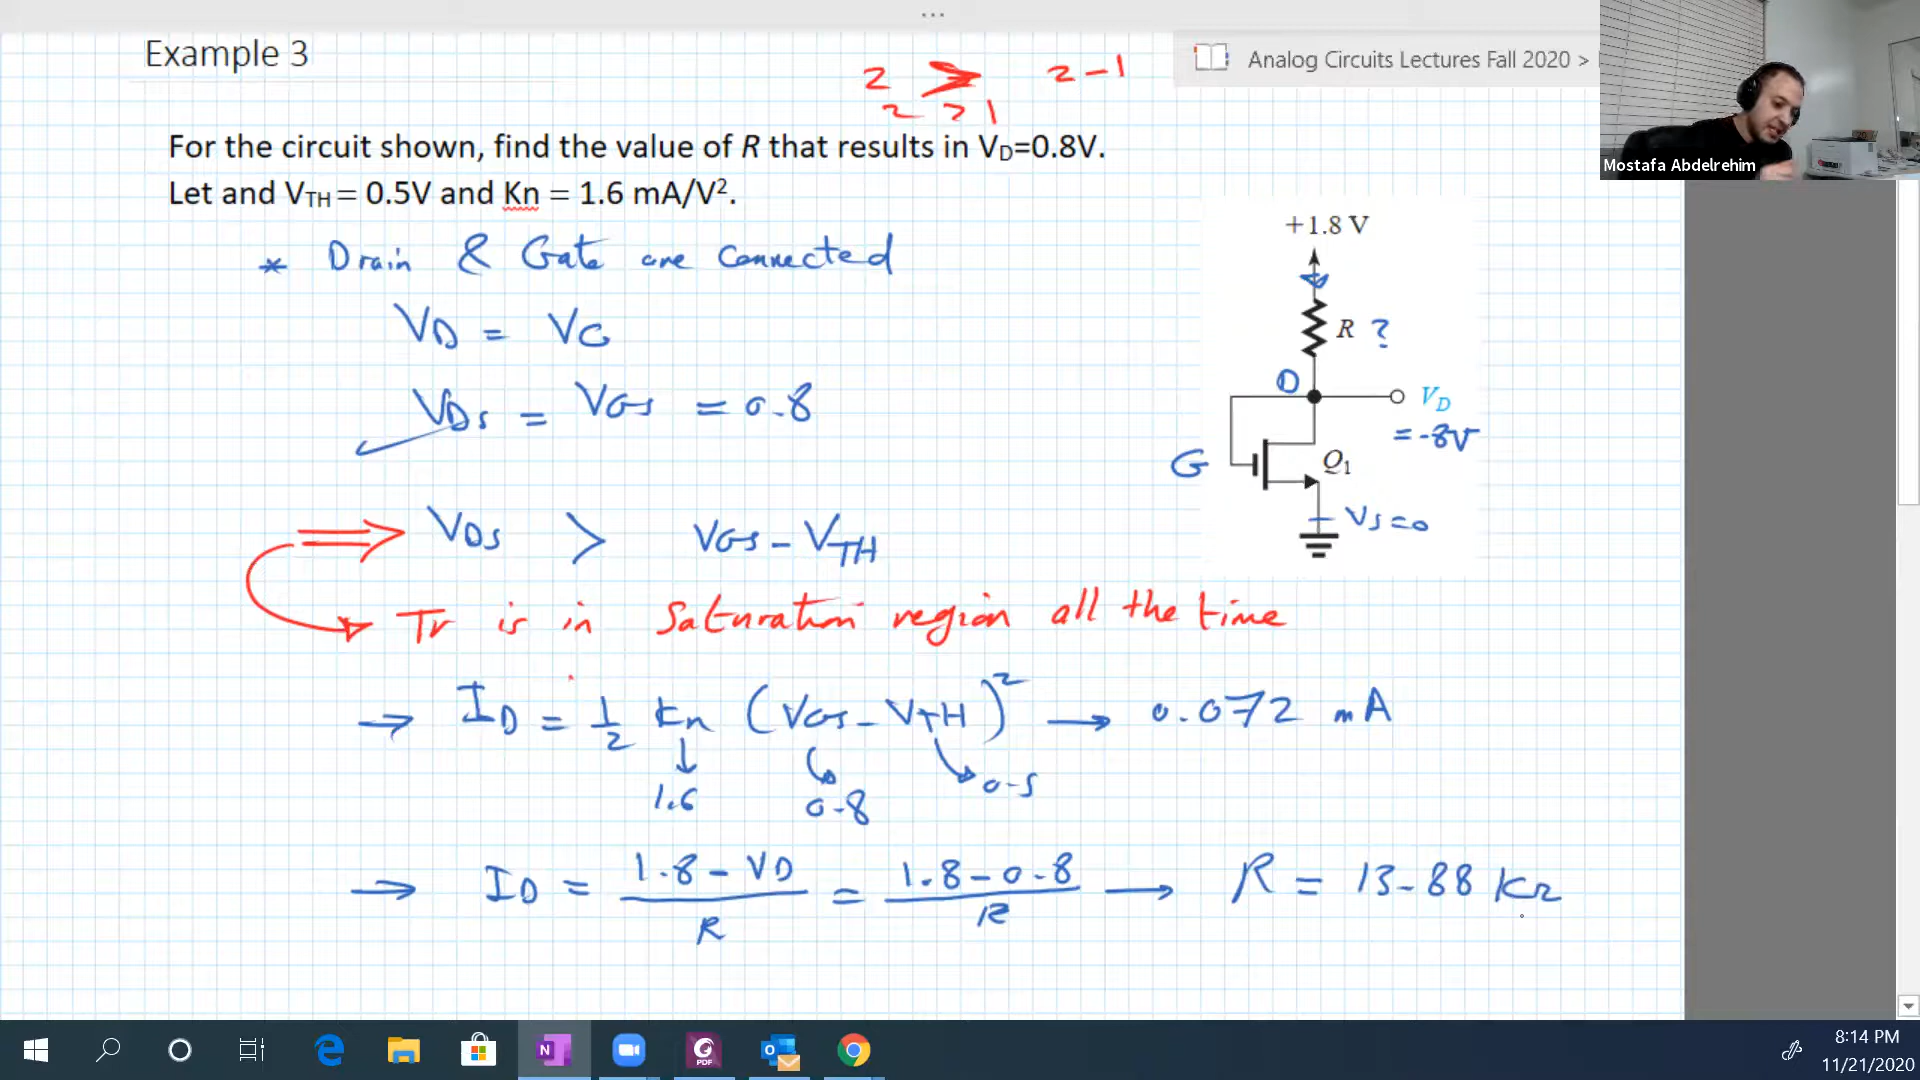 ...
Example 3
2 > 2-1
2 > 1
Analog Circuits Lectures Fall 2020 >
Mostafa Abdelrehim
For the circuit shown, find the value of R that results in VD=0.8V.
Let and VTH = 0.5V and Kn = 1.6 mA/V².
* Drain & Gate are connected
VD = VG
VDS = VGS = 0.8
+1.8 V
R ?
D
VD
= .8V
G
Q1
VS=0
⇒ VDS > VGS - VTH
Tr is in Saturation region all the time
→ ID = 1/2 kn (VGS - VTH)² → 0.072 mA
1.6
0.8
0.5
→ ID = 1.8 - VD / R = 1.8 - 0.8 / R → R = 13.88 KΩ
8:14 PM
11/21/2020